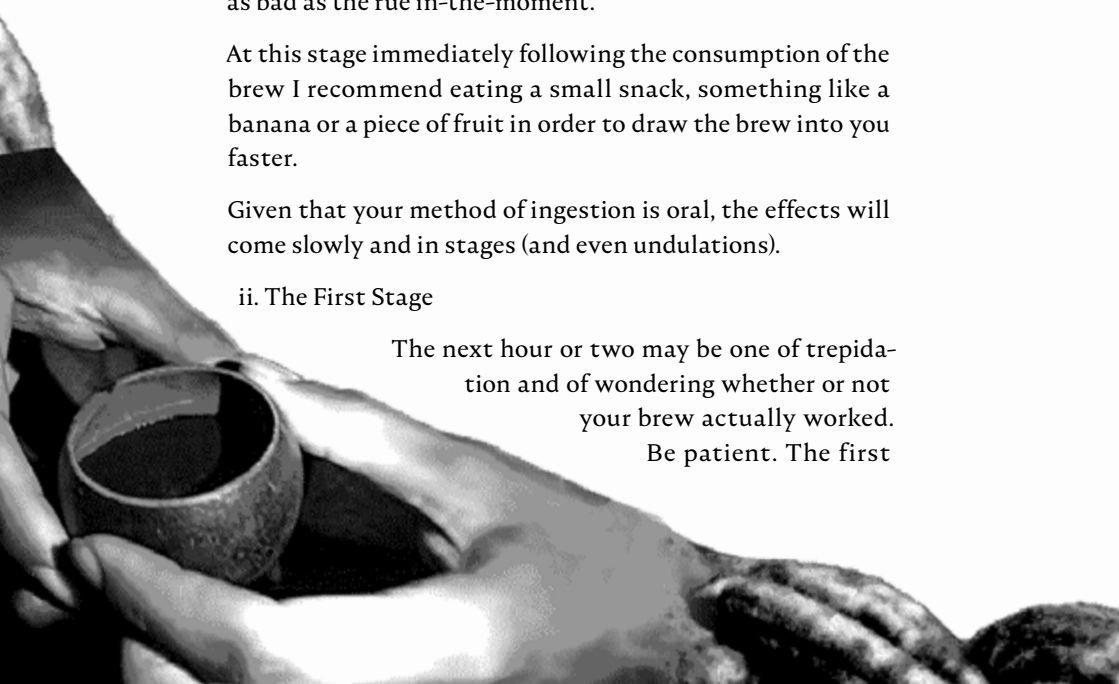 as bad as the rue in-the-moment.
At this stage immediately following the consumption of the
brew I recommend eating a small snack, something like a
banana or a piece of fruit in order to draw the brew into you
faster.
Given that your method of ingestion is oral, the effects will
come slowly and in stages (and even undulations).
ii. The First Stage
The next hour or two may be one of trepida-
tion and of wondering whether or not
your brew actually worked.
Be patient. The first